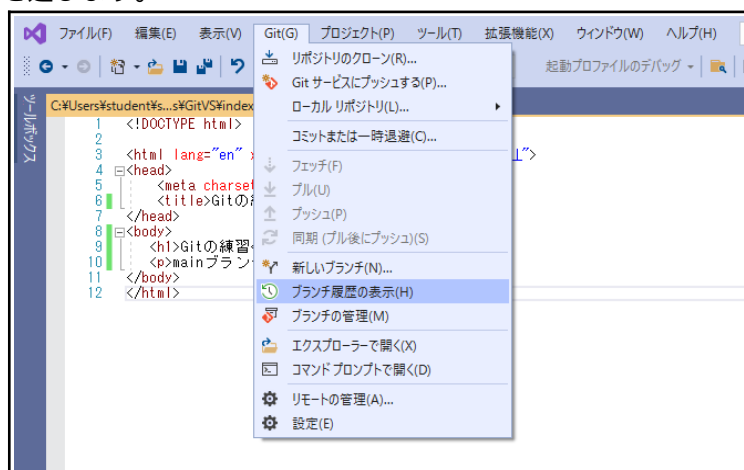 ファイル(F) 編集(E) 表示(V) Git(G) プロジェクト(P) ツール(T) 拡張機能(X) ウィンドウ(W) ヘルプ(H)
起動プロファイルのデバッグ
ツールボックス
C:¥Users¥student¥s...s¥GitVS¥index
リポジトリのクローン(R)...
Git サービスにプッシュする(P)...
ローカル リポジトリ(L)...
コミットまたは一時退避(C)...
フェッチ(F)
プル(U)
プッシュ(P)
同期 (プル後にプッシュ)(S)
新しいブランチ(N)...
ブランチ履歴の表示(H)
ブランチの管理(M)
エクスプローラーで開く(X)
コマンド プロンプトで開く(D)
リモートの管理(A)...
設定(E)
1 <!DOCTYPE html>
2
3 <html lang="en" ">
4 <head>
5 <meta charset
6 <title>Gitの
7 </head>
8 <body>
9 <h1>Gitの練習
10 <p>mainブラン
11 </body>
12 </html>